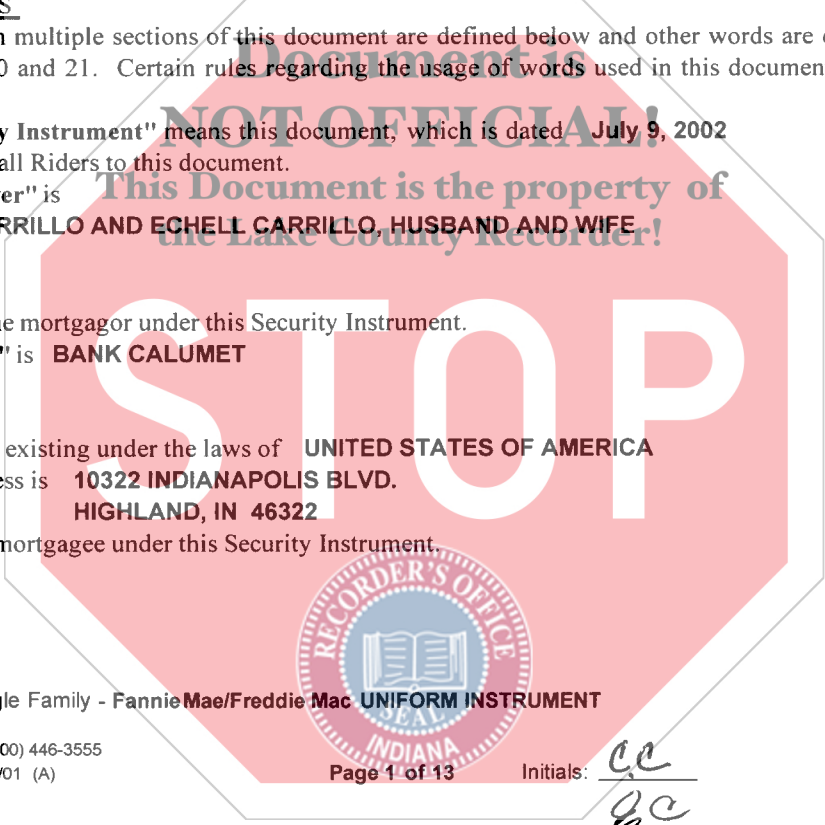 S
n multiple sections of this document are defined below and other words are
0 and 21. Certain rules regarding the usage of words used in this documen
Document is
NOT OFFICIAL!
y Instrument" means this document, which is dated July 9, 2002
all Riders to this document.
This Document is the property of
the Lake County Recorder!
er" is
RRILLO AND ECHELL CARRILLO, HUSBAND AND WIFE
e mortgagor under this Security Instrument.
" is BANK CALUMET
STOP
existing under the laws of UNITED STATES OF AMERICA
ess is 10322 INDIANAPOLIS BLVD.
HIGHLAND, IN 46322
mortgagee under this Security Instrument.
RECORDER'S OFFICE
SEAL
INDIANA
gle Family - Fannie Mae/Freddie Mac UNIFORM INSTRUMENT
00) 446-3555
/01 (A)
Page 1 of 13
Initials: C.C